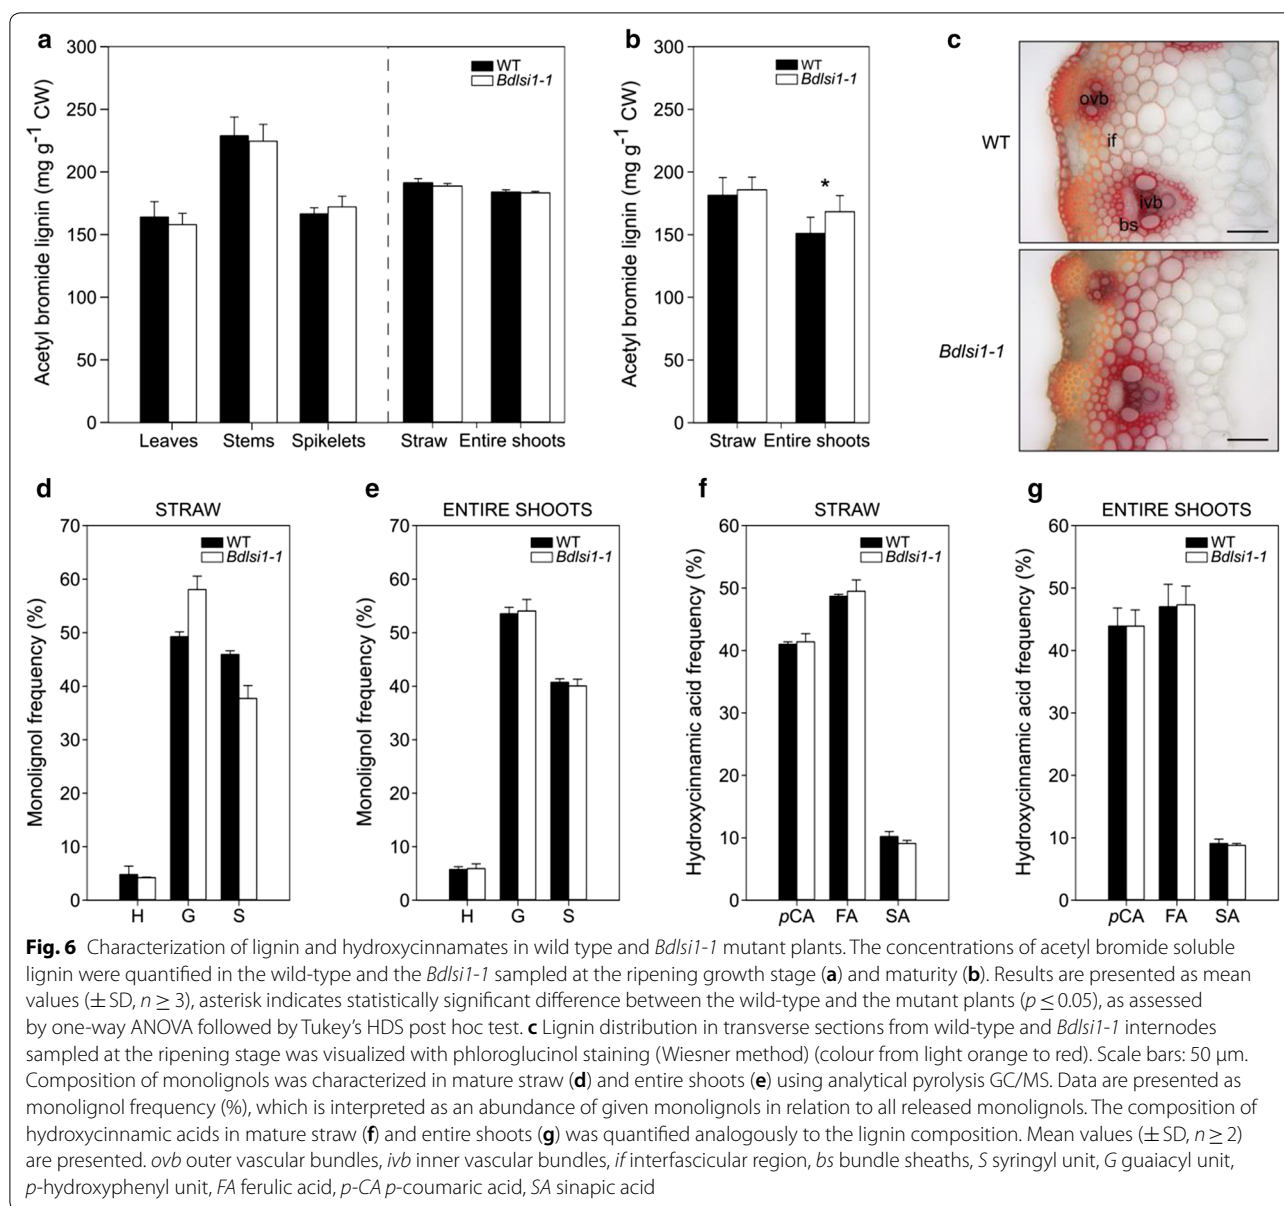 a
300
250
200
150
100
50
0
Acetyl bromide lignin (mg g-1 CW)
WT
Bdlsi1-1
Leaves Stems Spikelets Straw Entire shoots
b
300
250
200
150
100
50
0
Acetyl bromide lignin (mg g-1 CW)
WT
Bdlsi1-1
*
Straw Entire shoots
c
WT
ovb
if
ivb
bs
Bdlsi1-1
d
STRAW
70
60
50
40
30
20
10
0
Monolignol frequency (%)
WT
Bdlsi1-1
H G S
e
ENTIRE SHOOTS
70
60
50
40
30
20
10
0
Monolignol frequency (%)
WT
Bdlsi1-1
H G S
f
STRAW
60
50
40
30
20
10
0
Hydroxycinnamic acid frequency (%)
WT
Bdlsi1-1
pCA FA SA
g
ENTIRE SHOOTS
60
50
40
30
20
10
0
Hydroxycinnamic acid frequency (%)
WT
Bdlsi1-1
pCA FA SA
Fig. 6 Characterization of lignin and hydroxycinnamates in wild type and Bdlsi1-1 mutant plants. The concentrations of acetyl bromide soluble
lignin were quantified in the wild-type and the Bdlsi1-1 sampled at the ripening growth stage (a) and maturity (b). Results are presented as mean
values (± SD, n ≥ 3), asterisk indicates statistically significant difference between the wild-type and the mutant plants (p ≤ 0.05), as assessed
by one-way ANOVA followed by Tukey's HDS post hoc test. c Lignin distribution in transverse sections from wild-type and Bdlsi1-1 internodes
sampled at the ripening stage was visualized with phloroglucinol staining (Wiesner method) (colour from light orange to red). Scale bars: 50 µm.
Composition of monolignols was characterized in mature straw (d) and entire shoots (e) using analytical pyrolysis GC/MS. Data are presented as
monolignol frequency (%), which is interpreted as an abundance of given monolignols in relation to all released monolignols. The composition of
hydroxycinnamic acids in mature straw (f) and entire shoots (g) was quantified analogously to the lignin composition. Mean values (± SD, n ≥ 2)
are presented. ovb outer vascular bundles, ivb inner vascular bundles, if interfascicular region, bs bundle sheaths, S syringyl unit, G guaiacyl unit,
p-hydroxyphenyl unit, FA ferulic acid, p-CA p-coumaric acid, SA sinapic acid